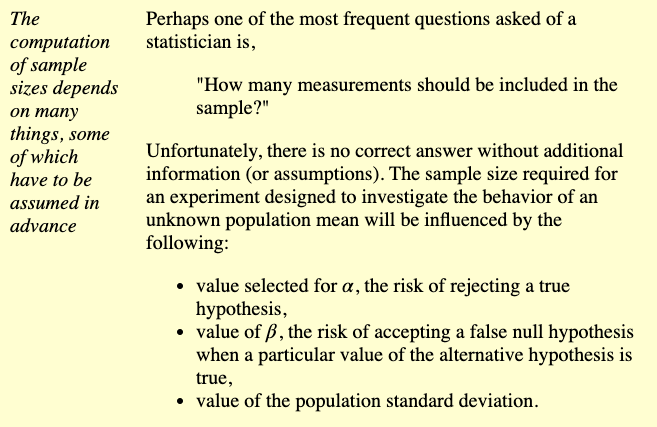 The
computation
of sample
sizes depends
on many
things, some
of which
have to be
assumed in
advance
Perhaps one of the most frequent questions asked of a
statistician is,
"How many measurements should be included in the
sample?"
Unfortunately, there is no correct answer without additional
information (or assumptions). The sample size required for
an experiment designed to investigate the behavior of an
unknown population mean will be influenced by the
following:
• value selected for α, the risk of rejecting a true
hypothesis,
• value of β, the risk of accepting a false null hypothesis
when a particular value of the alternative hypothesis is
true,
• value of the population standard deviation.